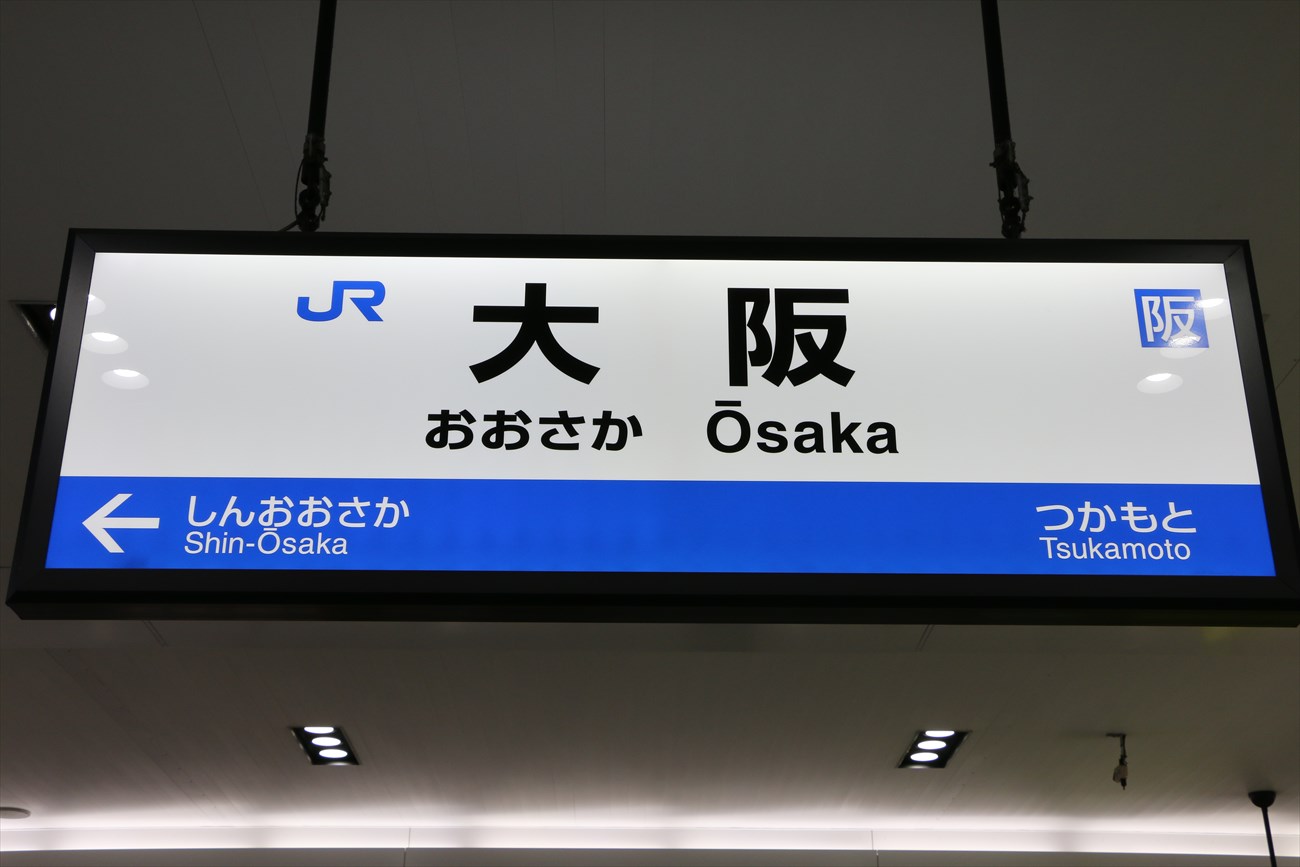 JR 大阪 阪
おおさか Ōsaka
← しんおおさか つかもと
Shin-Ōsaka Tsukamoto